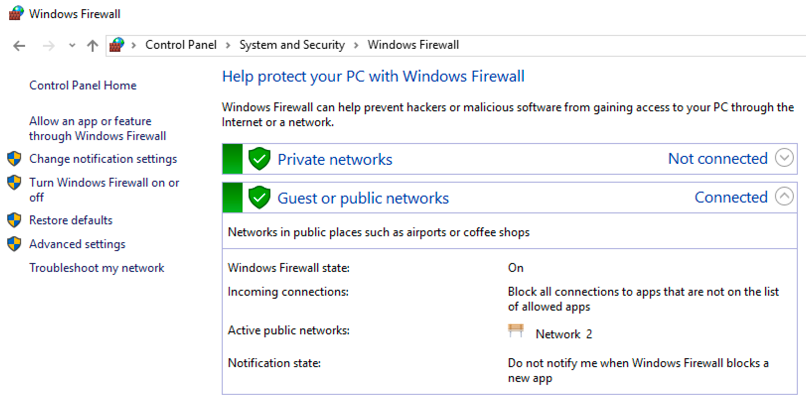 Windows Firewall
Control Panel > System and Security > Windows Firewall
Control Panel Home
Allow an app or feature
through Windows Firewall
Change notification settings
Turn Windows Firewall on or
off
Restore defaults
Advanced settings
Troubleshoot my network
Help protect your PC with Windows Firewall
Windows Firewall can help prevent hackers or malicious software from gaining access to your PC through the
Internet or a network.
Private networks Not connected
Guest or public networks Connected
Networks in public places such as airports or coffee shops
Windows Firewall state: On
Incoming connections: Block all connections to apps that are not on the list
of allowed apps
Active public networks: Network 2
Notification state: Do not notify me when Windows Firewall blocks a
new app